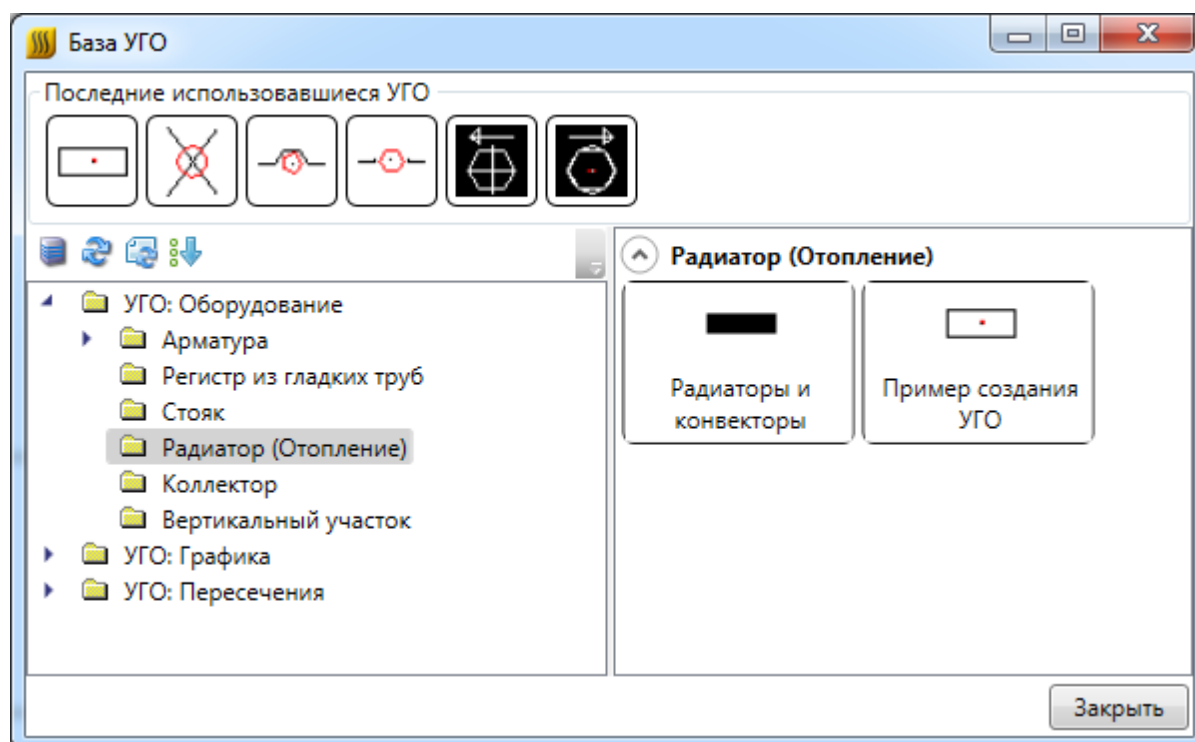 База УГО
Последние использовавшиеся УГО
УГО: Оборудование
Арматура
Регистр из гладких труб
Стояк
Радиатор (Отопление)
Коллектор
Вертикальный участок
УГО: Графика
УГО: Пересечения
Радиатор (Отопление)
Радиаторы и
конвекторы
Пример создания
УГО
Закрыть